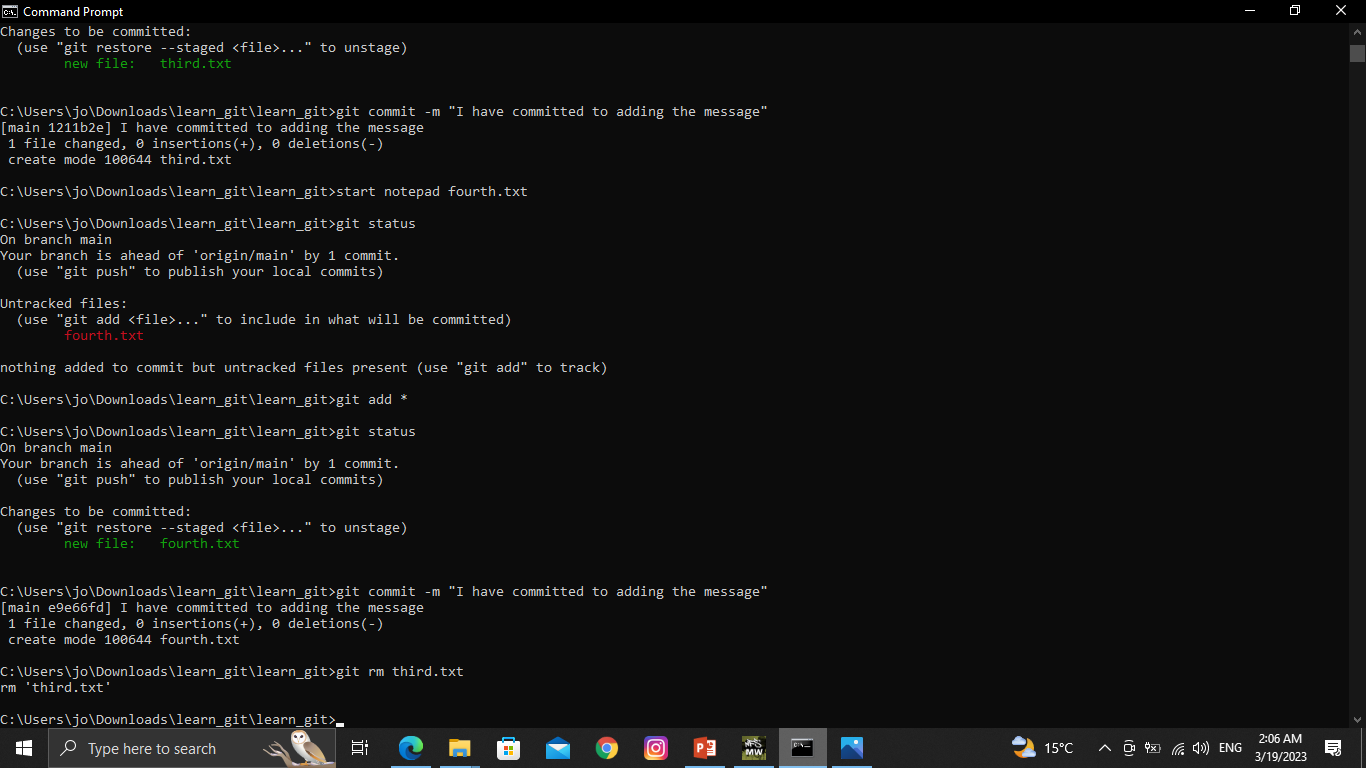 Command Prompt
Changes to be committed:
  (use "git restore --staged <file>..." to unstage)
        new file:   third.txt
C:\Users\jo\Downloads\learn_git\learn_git>git commit -m "I have committed to adding the message"
[main 1211b2e] I have committed to adding the message
 1 file changed, 0 insertions(+), 0 deletions(-)
 create mode 100644 third.txt
C:\Users\jo\Downloads\learn_git\learn_git>start notepad fourth.txt
C:\Users\jo\Downloads\learn_git\learn_git>git status
On branch main
Your branch is ahead of 'origin/main' by 1 commit.
  (use "git push" to publish your local commits)
Untracked files:
  (use "git add <file>..." to include in what will be committed)
        fourth.txt
nothing added to commit but untracked files present (use "git add" to track)
C:\Users\jo\Downloads\learn_git\learn_git>git add *
C:\Users\jo\Downloads\learn_git\learn_git>git status
On branch main
Your branch is ahead of 'origin/main' by 1 commit.
  (use "git push" to publish your local commits)
Changes to be committed:
  (use "git restore --staged <file>..." to unstage)
        new file:   fourth.txt
C:\Users\jo\Downloads\learn_git\learn_git>git commit -m "I have committed to adding the message"
[main e9e66fd] I have committed to adding the message
 1 file changed, 0 insertions(+), 0 deletions(-)
 create mode 100644 fourth.txt
C:\Users\jo\Downloads\learn_git\learn_git>git rm third.txt
rm 'third.txt'
C:\Users\jo\Downloads\learn_git\learn_git>
Type here to search
15°C
ENG
2:06 AM
3/19/2023